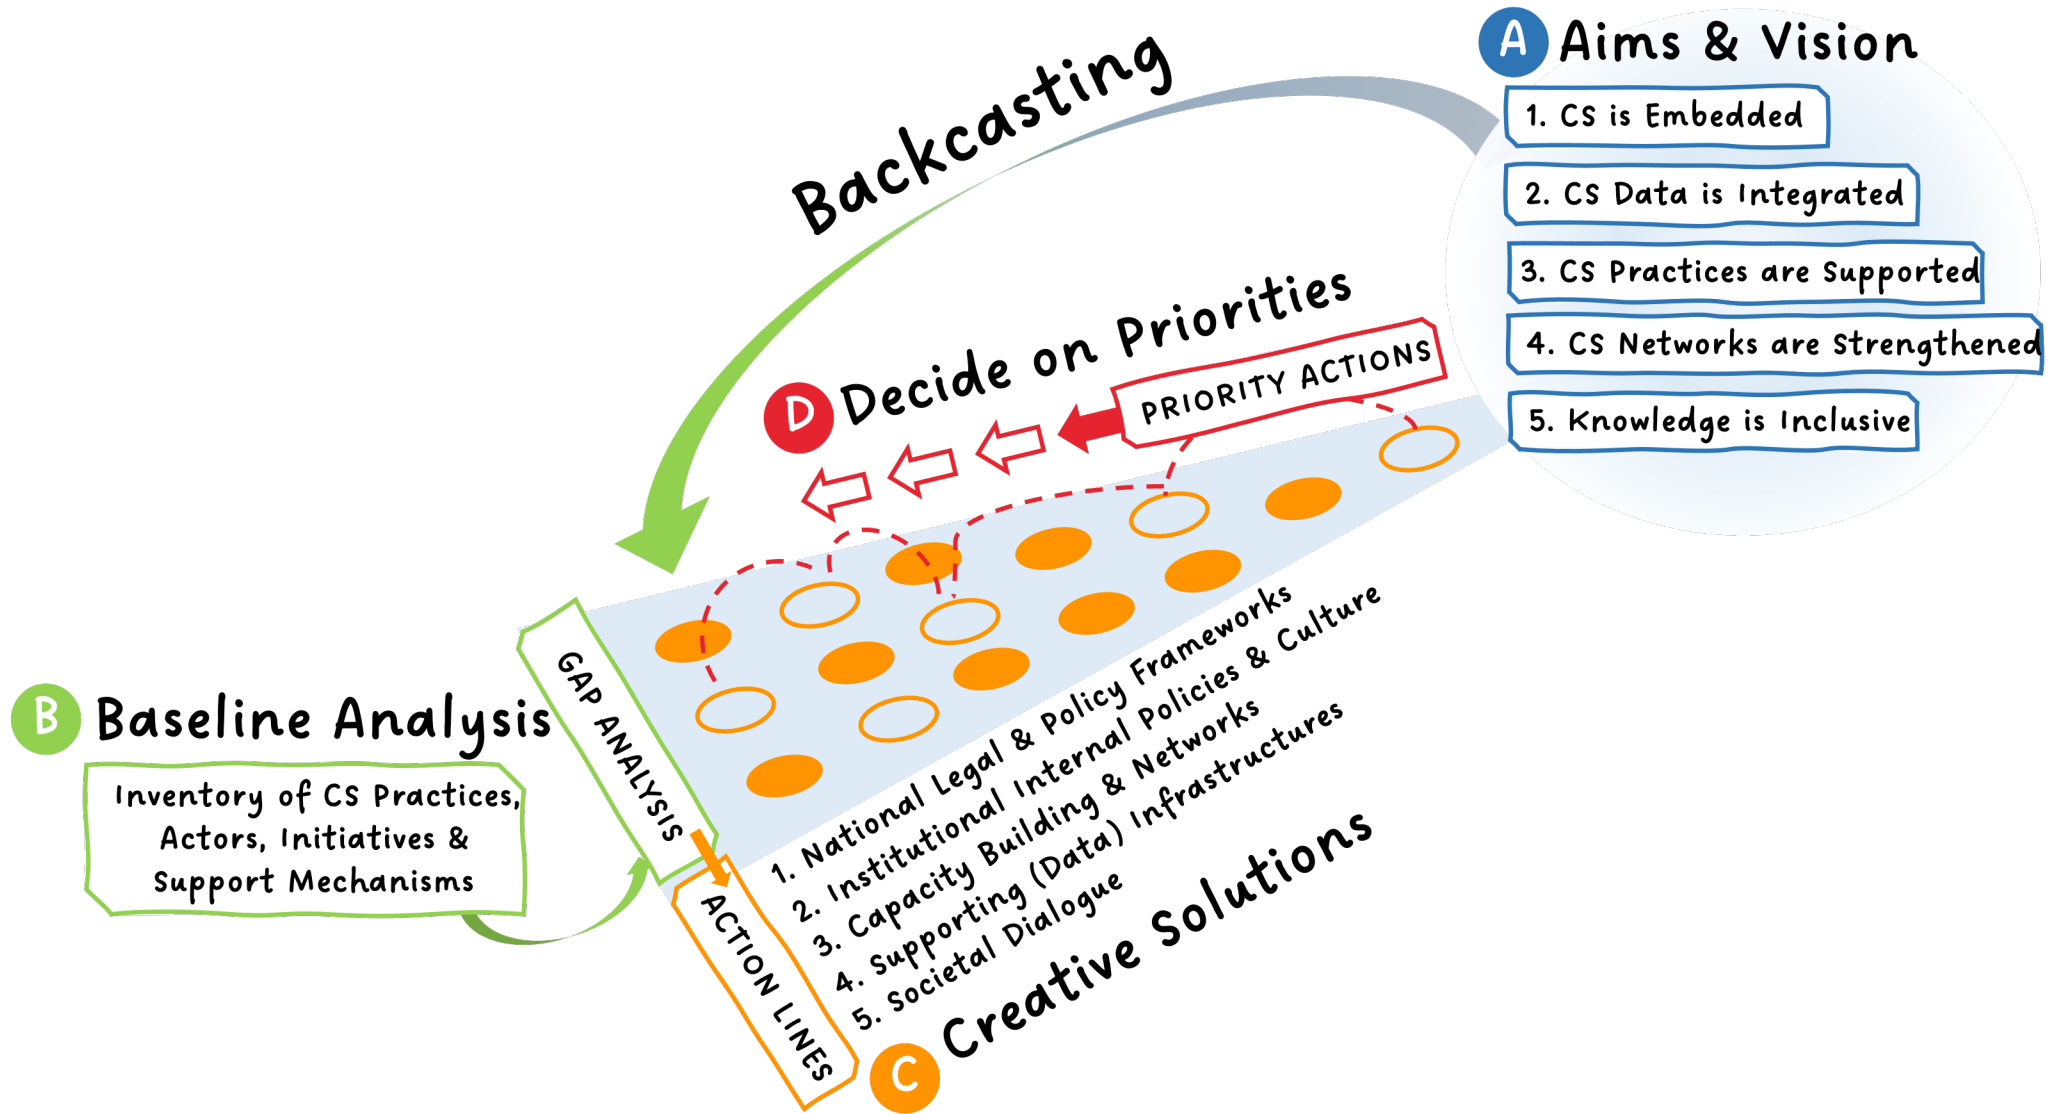 A Aims & Vision
1. CS is Embedded
2. CS Data is Integrated
3. CS Practices are Supported
4. CS Networks are Strengthened
5. Knowledge is Inclusive
Backcasting
D Decide on Priorities
PRIORITY ACTIONS
B Baseline Analysis
Inventory of CS Practices,
Actors, Initiatives &
Support Mechanisms
GAP ANALYSIS
ACTION LINES
1. National Legal & Policy Frameworks
2. Institutional Internal Policies & Culture
3. Capacity Building & Networks
4. Supporting (Data) Infrastructures
5. Societal Dialogue
C Creative Solutions